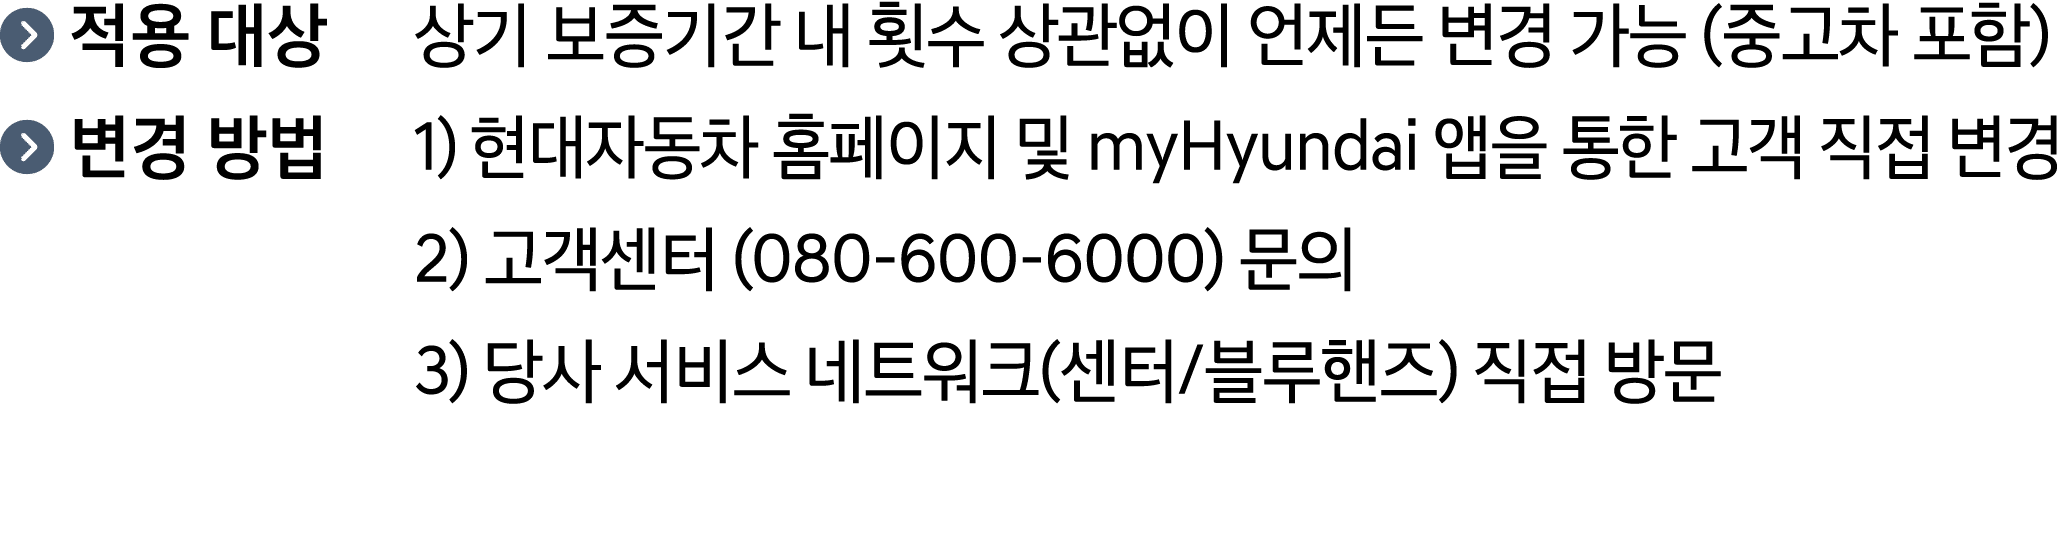 적용 대상 상기 보증기간 내 횟수 상관없이 언제든 변경 가능 (중고차 포함)
변경 방법 1) 현대자동차 홈페이지 및 myHyundai 앱을 통한 고객 직접 변경
2) 고객센터 (080-600-6000) 문의
3) 당사 서비스 네트워크(센터/블루핸즈) 직접 방문